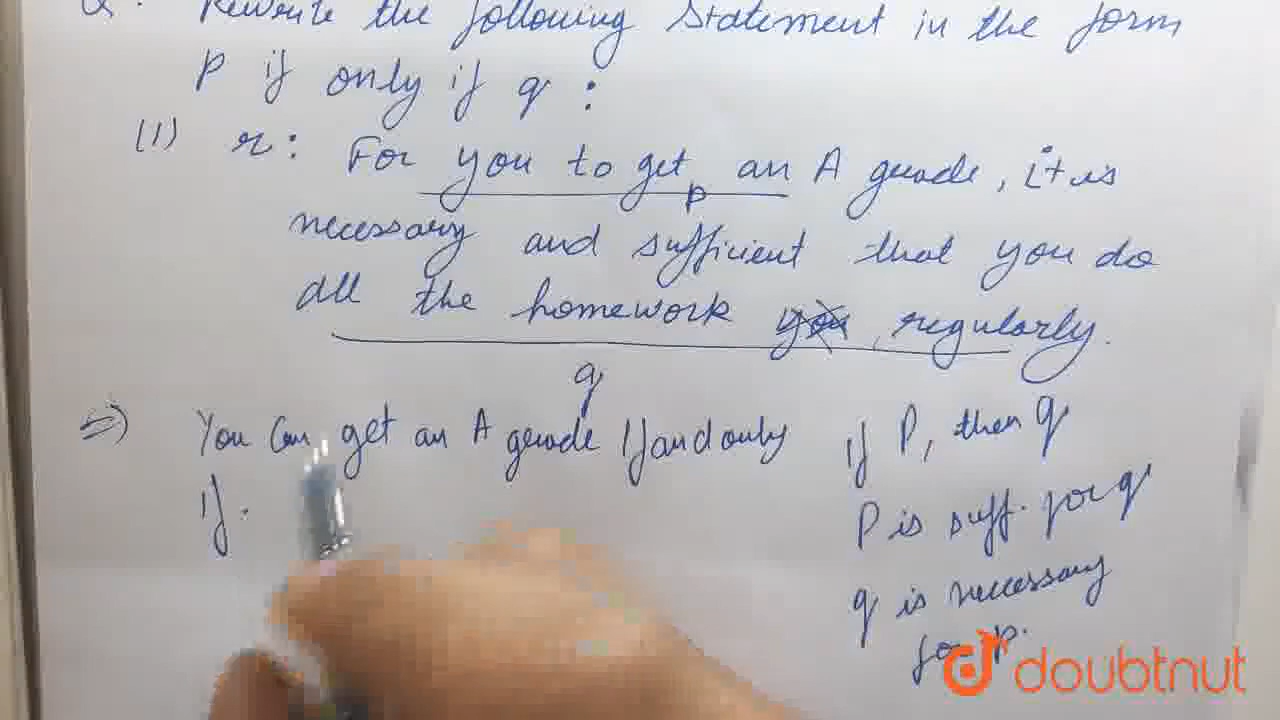 Q. Rewrite the following statement in the form
p if only if q :
(1) r : For you to get an A grade, it is
p
necessary and sufficient that you do
all the homework you regularly.
q
=> You Can get an A grade If and only
if.
if P, then q
P is suff. for q
q is necessary
for P.
doubtnut